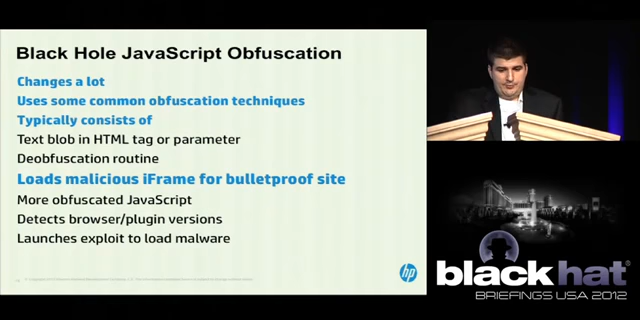 Black Hole JavaScript Obfuscation
Changes a lot
Uses some common obfuscation techniques
Typically consists of
Text blob in HTML tag or parameter
Deobfuscation routine
Loads malicious iFrame for bulletproof site
More obfuscated JavaScript
Detects browser/plugin versions
Launches exploit to load malware
hp
black hat
BRIEFINGS USA 2012